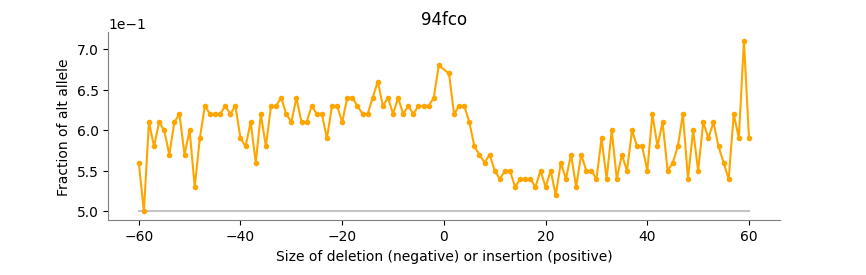 94fco
1e−1
7.0
6.5
6.0
5.5
5.0
Fraction of alt allele
−60 −40 −20 0 20 40 60
Size of deletion (negative) or insertion (positive)